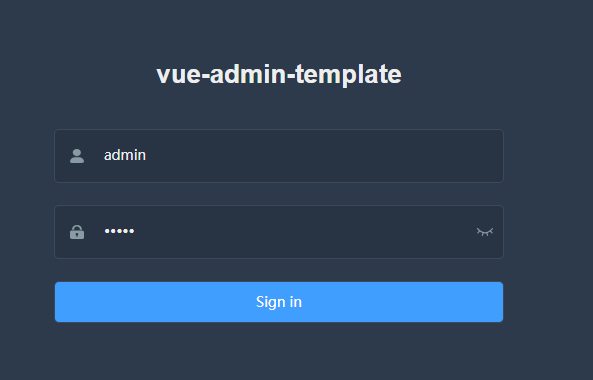 vue-admin-template
admin
•••••
Sign in